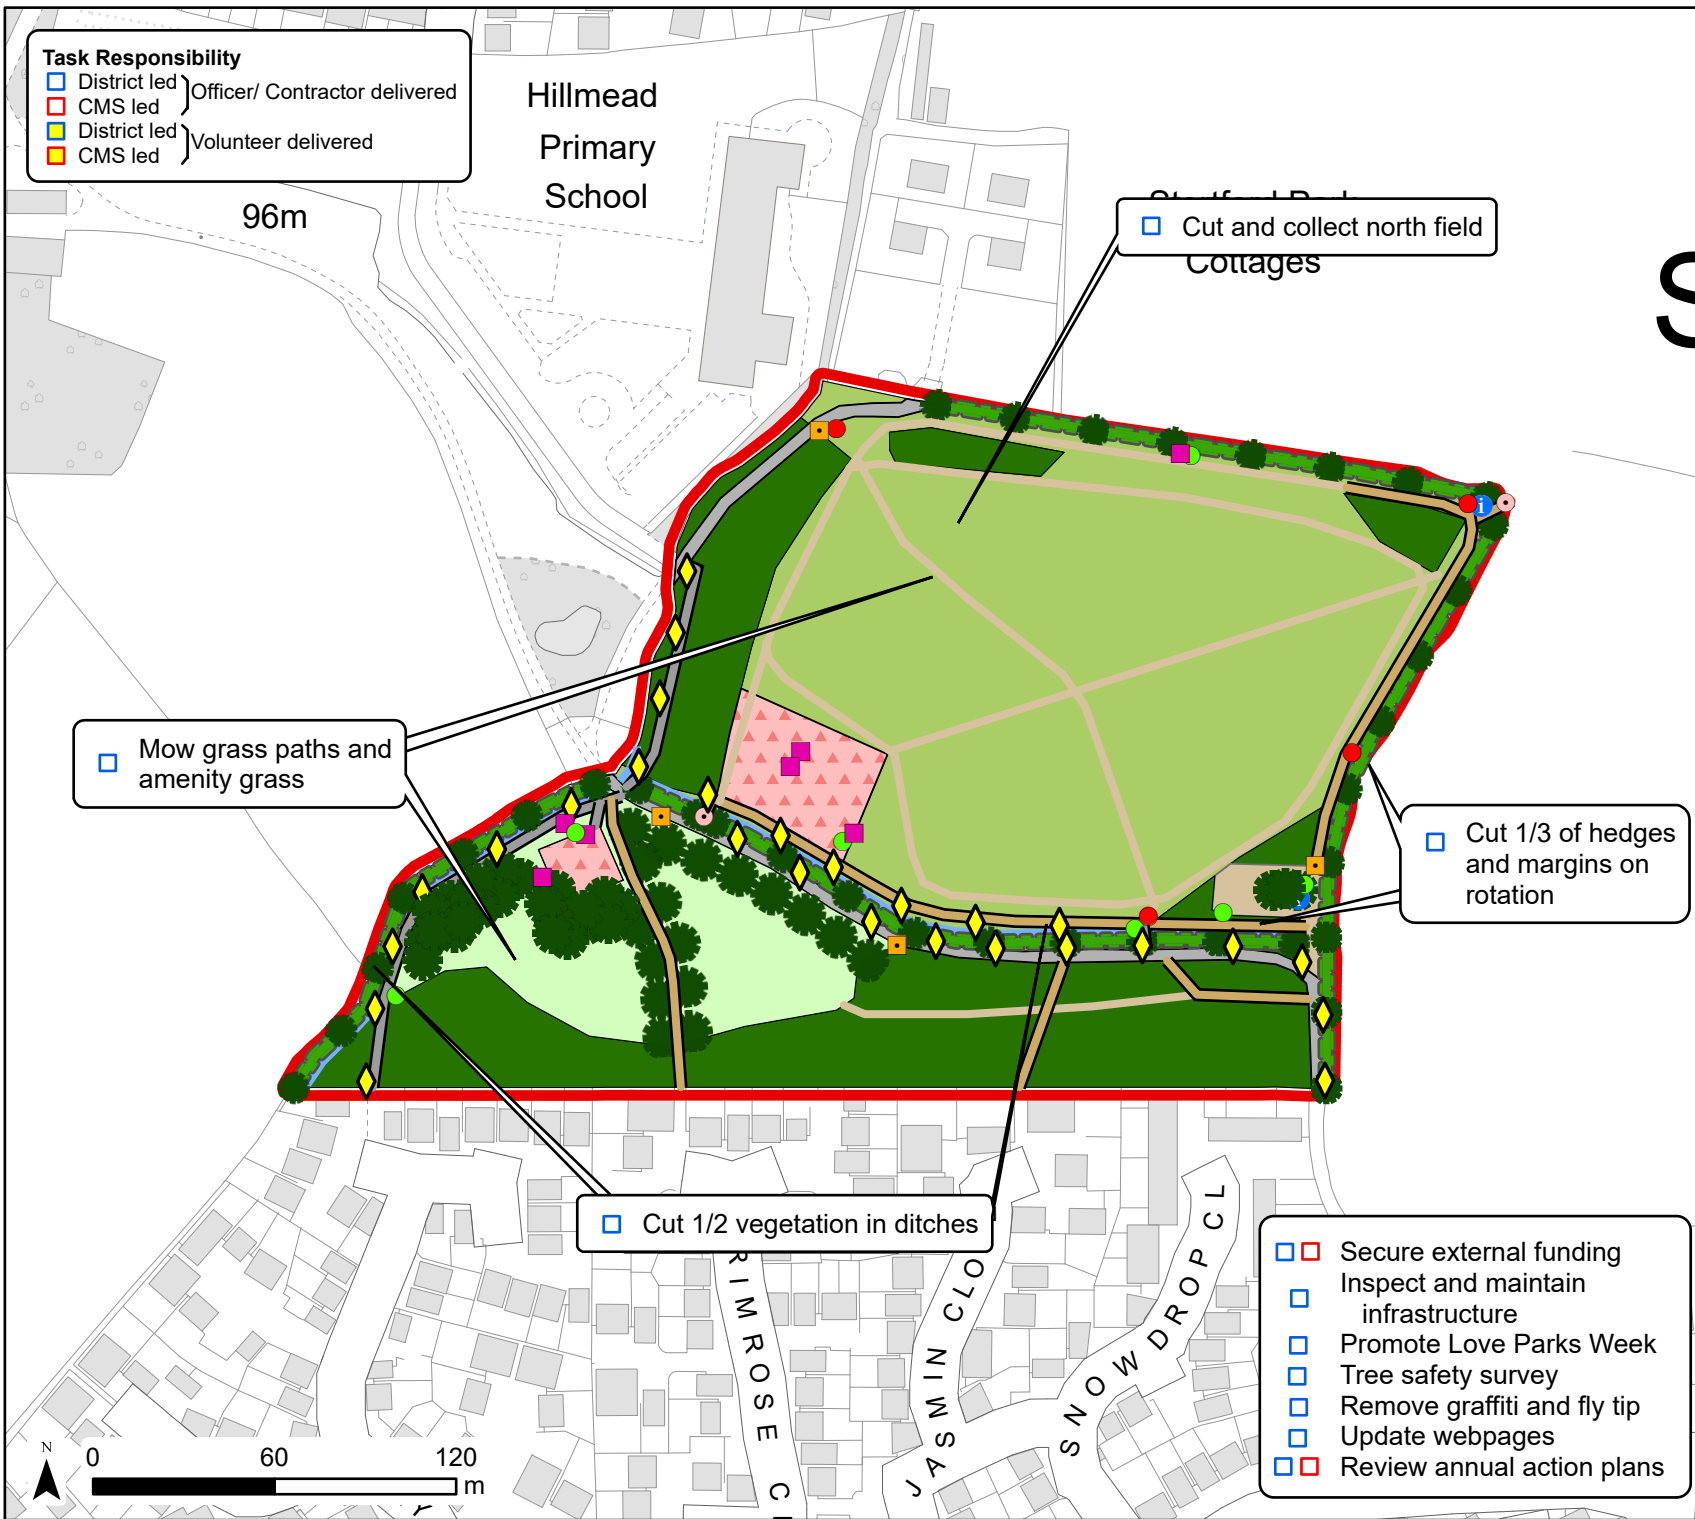 Task Responsibility
District led
CMS led
Officer/ Contractor delivered
District led
CMS led
Volunteer delivered
Hillmead
Primary
School
96m
Cut and collect north field
Cottages
S
Mow grass paths and
amenity grass
Cut 1/3 of hedges
and margins on
rotation
Cut 1/2 vegetation in ditches
RIMROSE C
JASMIN CLO
SNOWDROP CL
Secure external funding
Inspect and maintain
infrastructure
Promote Love Parks Week
Tree safety survey
Remove graffiti and fly tip
Update webpages
Review annual action plans
N
0 60 120
m
i